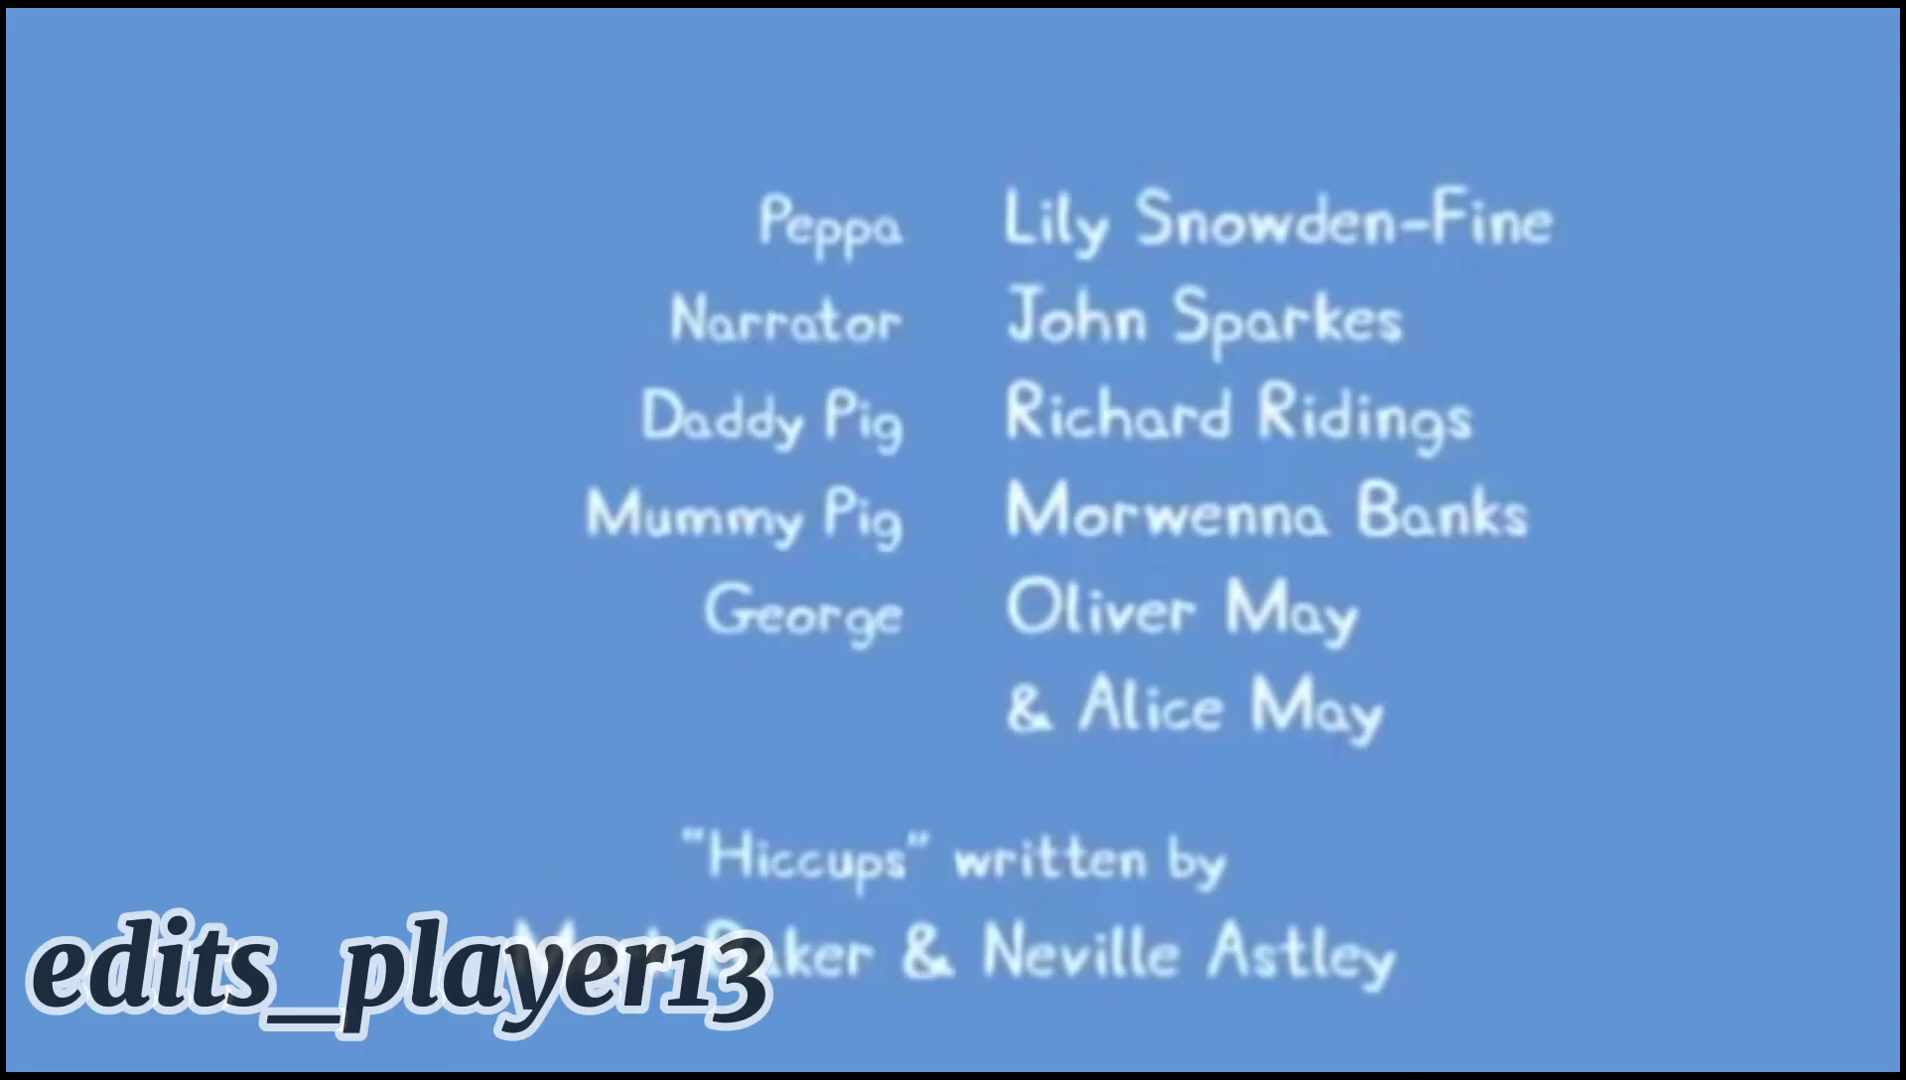 Peppa Lily Snowden-Fine
Narrator John Sparkes
Daddy Pig Richard Ridings
Mummy Pig Morwenna Banks
George Oliver May
& Alice May
"Hiccups" written by
& Neville Astley
edits_player13